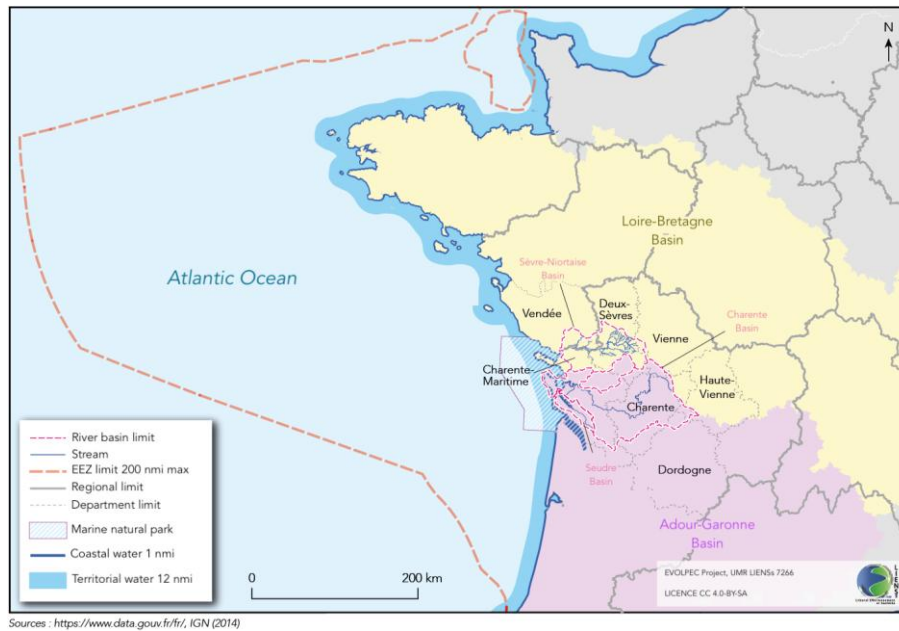 N
Loire-Bretagne
Basin
Sèvre-Niortaise
Basin
Atlantic Ocean
Deux-
Sèvres
Vendée
Charente
Basin
Vienne
Charente-
Maritime
Haute-
Vienne
Charente
Seudre
Basin
Dordogne
Adour-Garonne
Basin
River basin limit
Stream
EEZ limit 200 nmi max
Regional limit
Department limit
Marine natural park
Coastal water 1 nmi
Territorial water 12 nmi
0 200 km
EVOLPEC Project, UMR LIENSs 7266
LICENCE CC 4.0-BY-SA
Sources : https://www.data.gouv.fr/fr/, IGN (2014)